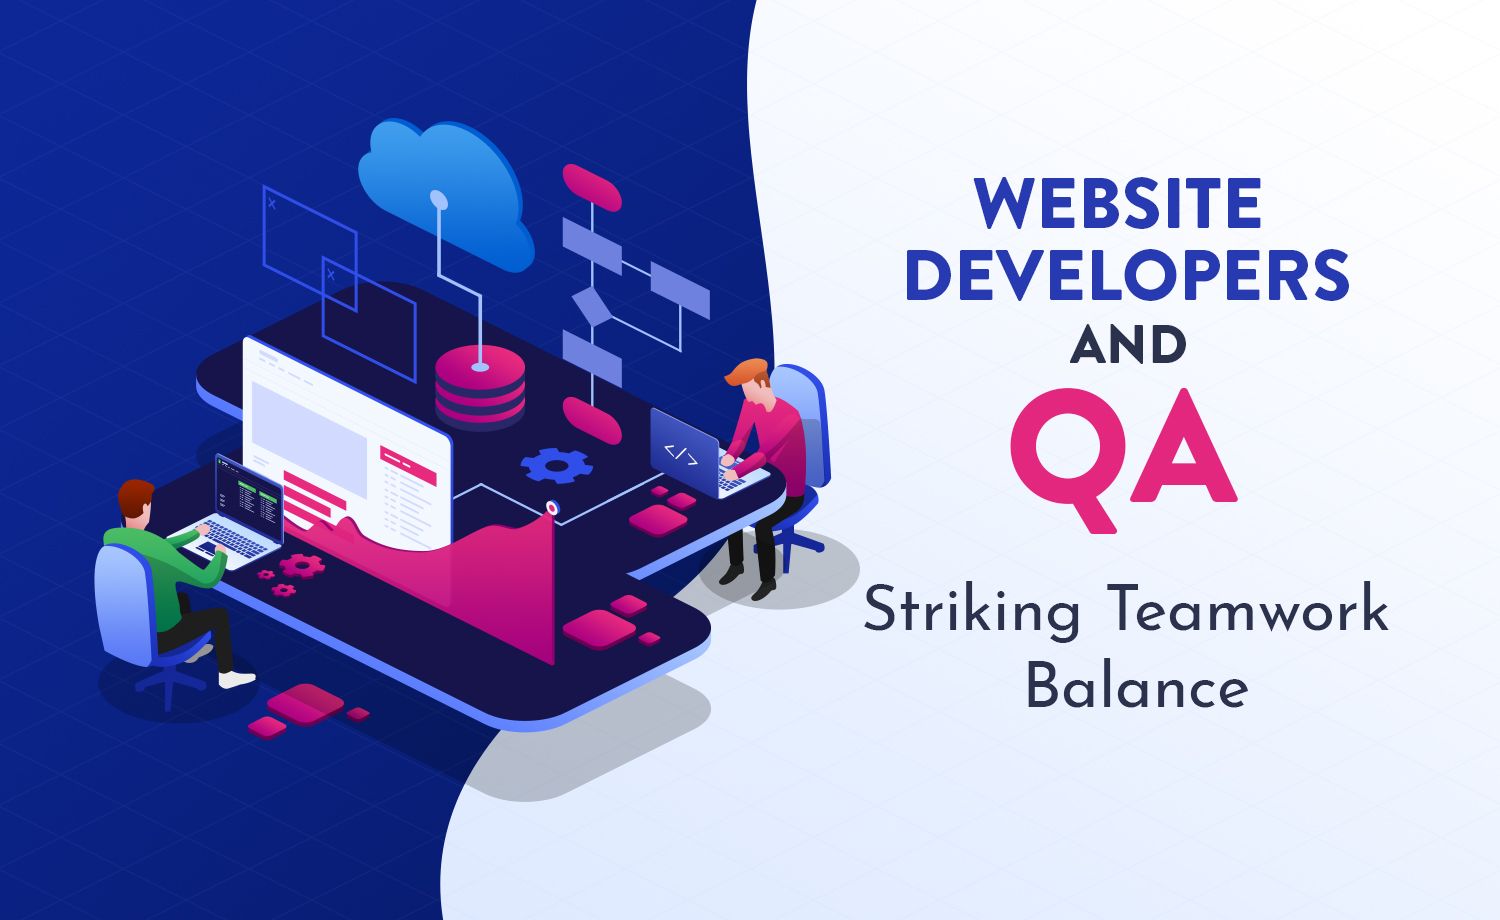 WEBSITE
DEVELOPERS
AND
QA
Striking Teamwork
Balance
x
x
</>